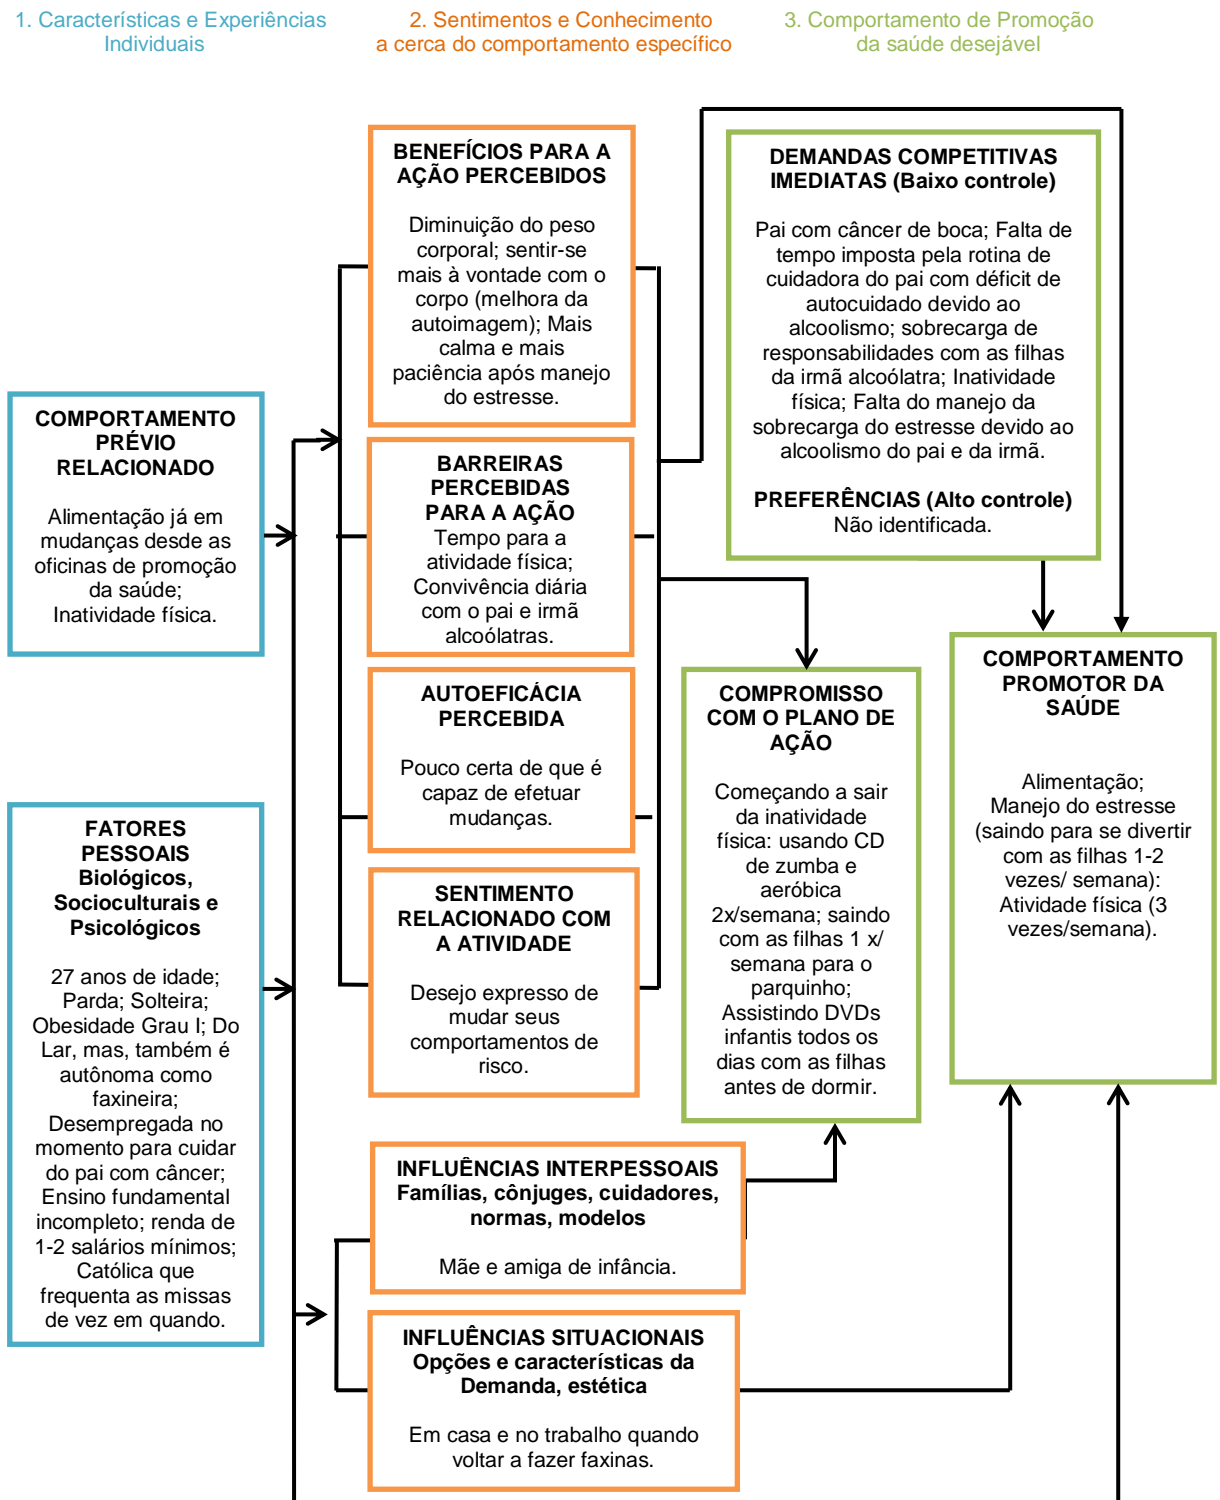 1. Características e Experiências
Individuais
2. Sentimentos e Conhecimento
a cerca do comportamento específico
3. Comportamento de Promoção
da saúde desejável
COMPORTAMENTO
PRÉVIO
RELACIONADO
Alimentação já em
mudanças desde as
oficinas de promoção
da saúde;
Inatividade física.
FATORES
PESSOAIS
Biológicos,
Socioculturais e
Psicológicos
27 anos de idade;
Parda; Solteira;
Obesidade Grau I; Do
Lar, mas, também é
autônoma como
faxineira;
Desempregada no
momento para cuidar
do pai com câncer;
Ensino fundamental
incompleto; renda de
1-2 salários mínimos;
Católica que
frequenta as missas
de vez em quando.
BENEFÍCIOS PARA A
AÇÃO PERCEBIDOS
Diminuição do peso
corporal; sentir-se
mais à vontade com o
corpo (melhora da
autoimagem); Mais
calma e mais
paciência após manejo
do estresse.
BARREIRAS
PERCEBIDAS
PARA A AÇÃO
Tempo para a
atividade física;
Convivência diária
com o pai e irmã
alcoólatras.
AUTOEFICÁCIA
PERCEBIDA
Pouco certa de que é
capaz de efetuar
mudanças.
SENTIMENTO
RELACIONADO COM
A ATIVIDADE
Desejo expresso de
mudar seus
comportamentos de
risco.
INFLUÊNCIAS INTERPESSOAIS
Famílias, cônjuges, cuidadores,
normas, modelos
Mãe e amiga de infância.
INFLUÊNCIAS SITUACIONAIS
Opções e características da
Demanda, estética
Em casa e no trabalho quando
voltar a fazer faxinas.
DEMANDAS COMPETITIVAS
IMEDIATAS (Baixo controle)
Pai com câncer de boca; Falta de
tempo imposta pela rotina de
cuidadora do pai com déficit de
autocuidado devido ao
alcoolismo; sobrecarga de
responsabilidades com as filhas
da irmã alcoólatra; Inatividade
física; Falta do manejo da
sobrecarga do estresse devido ao
alcoolismo do pai e da irmã.
PREFERÊNCIAS (Alto controle)
Não identificada.
COMPROMISSO
COM O PLANO DE
AÇÃO
Começando a sair
da inatividade
física: usando CD
de zumba e
aeróbica
2x/semana; saindo
com as filhas 1 x/
semana para o
parquinho;
Assistindo DVDs
infantis todos os
dias com as filhas
antes de dormir.
COMPORTAMENTO
PROMOTOR DA
SAÚDE
Alimentação;
Manejo do estresse
(saindo para se divertir
com as filhas 1-2
vezes/ semana):
Atividade física (3
vezes/semana).